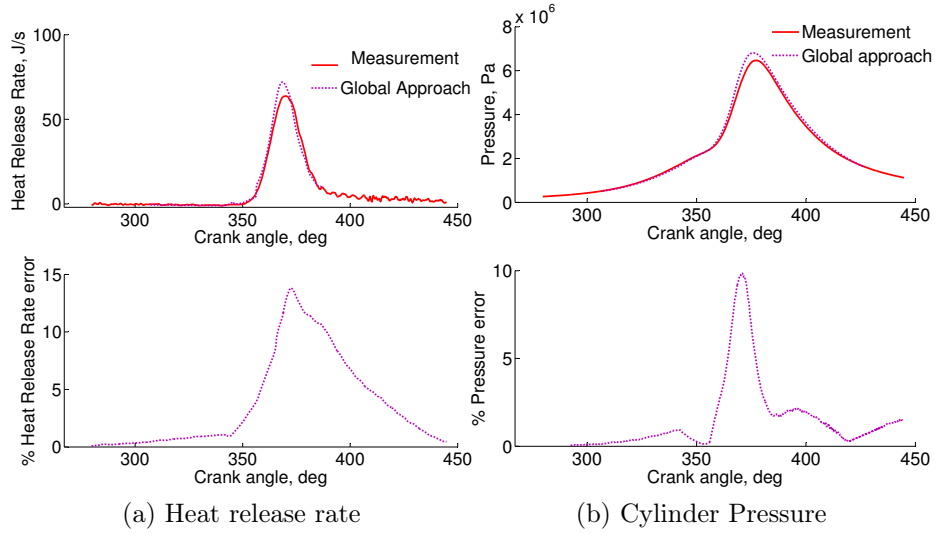 Heat Release Rate, J/s
100
50
0
Measurement
Global Approach
300
350
400
450
Crank angle, deg
x 10^6
Pressure, Pa
8
6
4
2
0
Measurement
Global approach
300
350
400
450
Crank angle, deg
% Heat Release Rate error
15
10
5
0
300
350
400
450
Crank angle, deg
% Pressure error
10
5
0
300
350
400
450
Crank angle, deg
(a) Heat release rate
(b) Cylinder Pressure